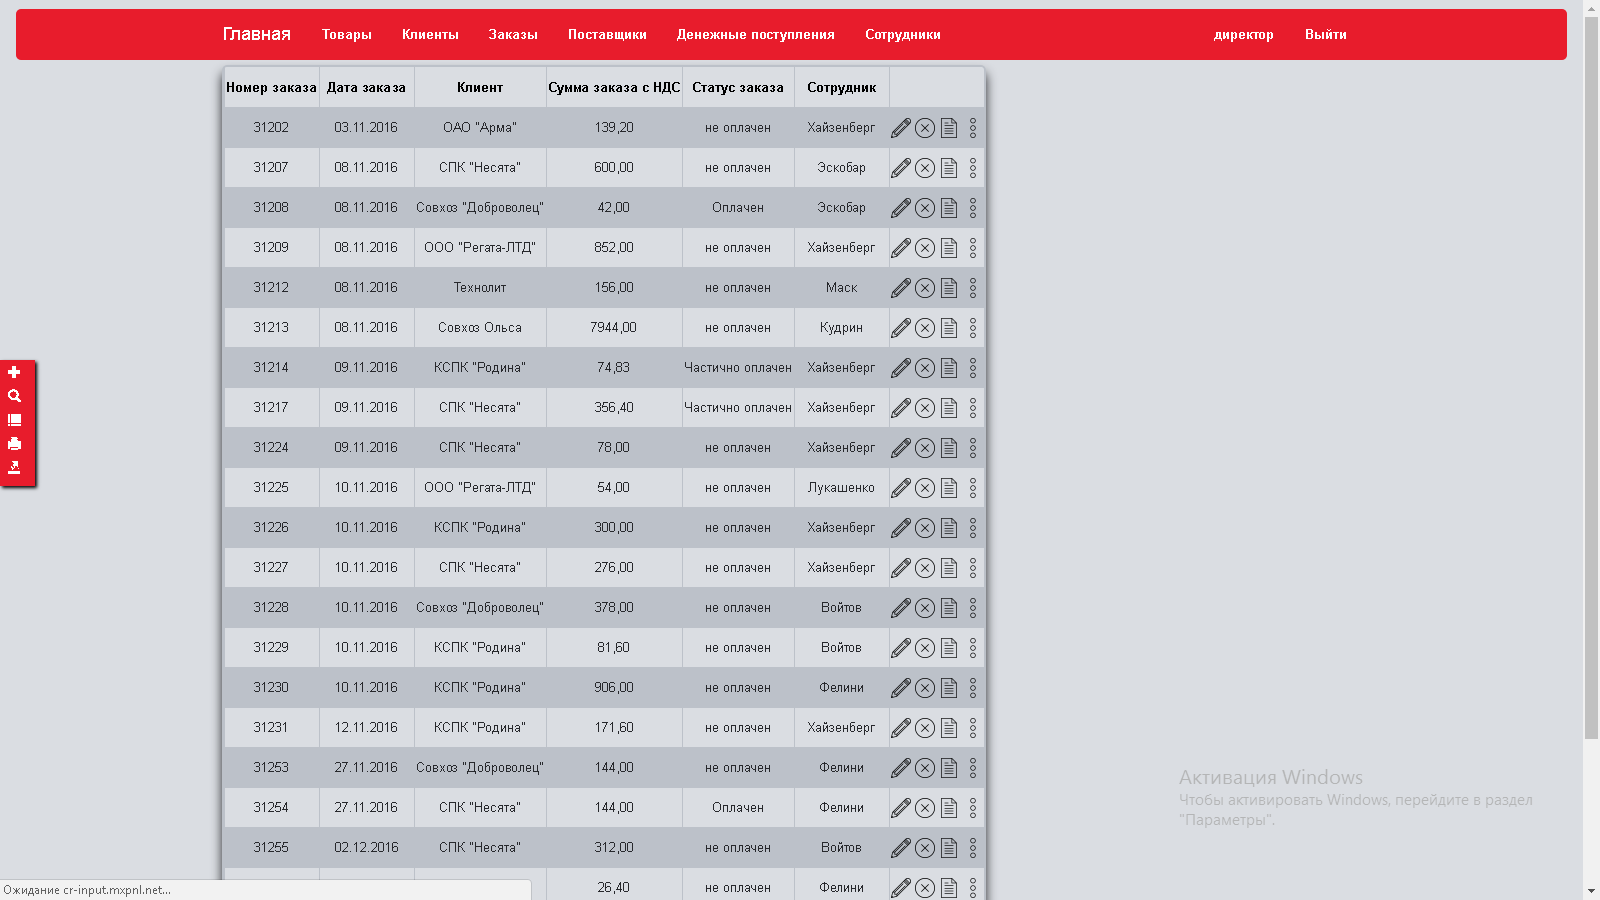 Главная Товары Клиенты Заказы Поставщики Денежные поступления Сотрудники директор Выйти
Номер заказа Дата заказа Клиент Сумма заказа с НДС Статус заказа Сотрудник
31202 03.11.2016 ОАО "Арма" 139,20 не оплачен Хайзенберг
31207 08.11.2016 СПК "Несята" 600,00 не оплачен Эскобар
31208 08.11.2016 Совхоз "Доброволец" 42,00 Оплачен Эскобар
31209 08.11.2016 ООО "Регата-ЛТД" 852,00 не оплачен Хайзенберг
31212 08.11.2016 Технолит 156,00 не оплачен Маск
31213 08.11.2016 Совхоз Ольса 7944,00 не оплачен Кудрин
31214 09.11.2016 КСПК "Родина" 74,83 Частично оплачен Хайзенберг
31217 09.11.2016 СПК "Несята" 356,40 Частично оплачен Хайзенберг
31224 09.11.2016 СПК "Несята" 78,00 не оплачен Хайзенберг
31225 10.11.2016 ООО "Регата-ЛТД" 54,00 не оплачен Лукашенко
31226 10.11.2016 КСПК "Родина" 300,00 не оплачен Хайзенберг
31227 10.11.2016 СПК "Несята" 276,00 не оплачен Хайзенберг
31228 10.11.2016 Совхоз "Доброволец" 378,00 не оплачен Войтов
31229 10.11.2016 КСПК "Родина" 81,60 не оплачен Войтов
31230 10.11.2016 КСПК "Родина" 906,00 не оплачен Фелини
31231 12.11.2016 КСПК "Родина" 171,60 не оплачен Хайзенберг
31253 27.11.2016 Совхоз "Доброволец" 144,00 не оплачен Фелини
31254 27.11.2016 СПК "Несята" 144,00 Оплачен Фелини
31255 02.12.2016 СПК "Несята" 312,00 не оплачен Войтов
26,40 не оплачен Фелини
Активация Windows
Чтобы активировать Windows, перейдите в раздел
"Параметры".
Ожидание cr-input.mxpnl.net...